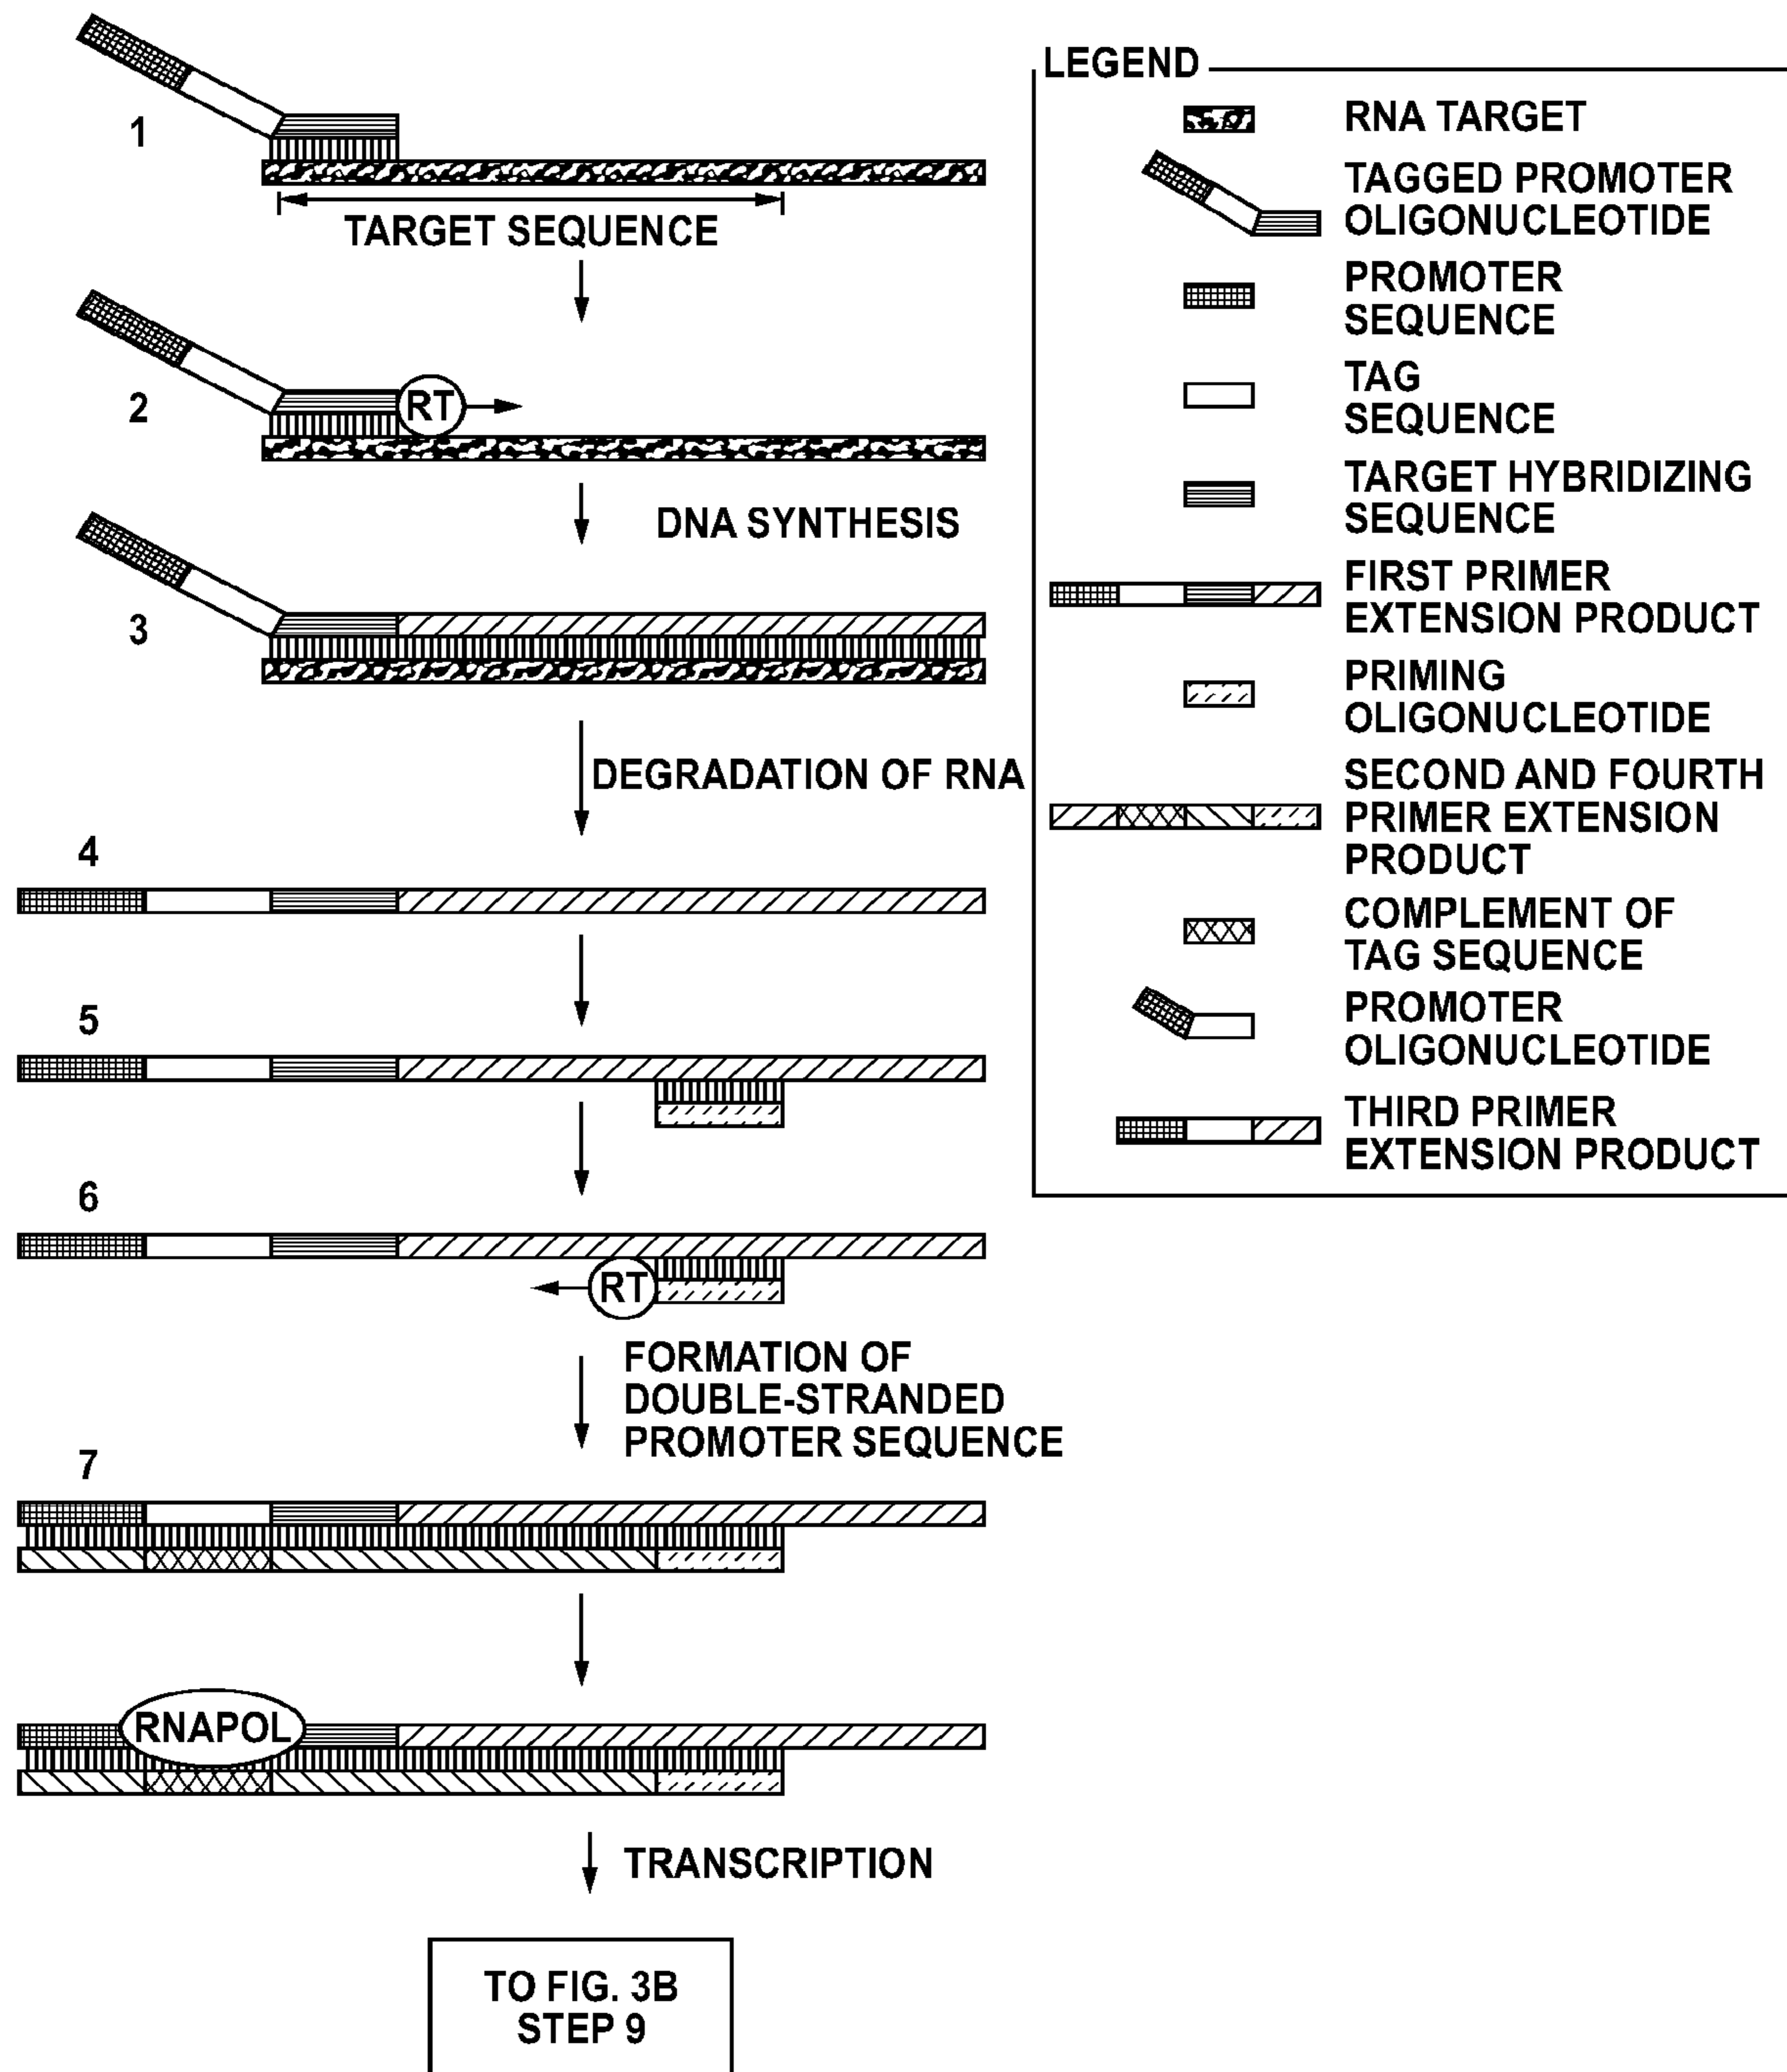 1
TARGET SEQUENCE
2
RT
DNA SYNTHESIS
3
DEGRADATION OF RNA
4
5
6
RT
FORMATION OF
DOUBLE-STRANDED
PROMOTER SEQUENCE
7
RNAPOL
TRANSCRIPTION
TO FIG. 3B
STEP 9
LEGEND
RNA TARGET
TAGGED PROMOTER
OLIGONUCLEOTIDE
PROMOTER
SEQUENCE
TAG
SEQUENCE
TARGET HYBRIDIZING
SEQUENCE
FIRST PRIMER
EXTENSION PRODUCT
PRIMING
OLIGONUCLEOTIDE
SECOND AND FOURTH
PRIMER EXTENSION
PRODUCT
COMPLEMENT OF
TAG SEQUENCE
PROMOTER
OLIGONUCLEOTIDE
THIRD PRIMER
EXTENSION PRODUCT